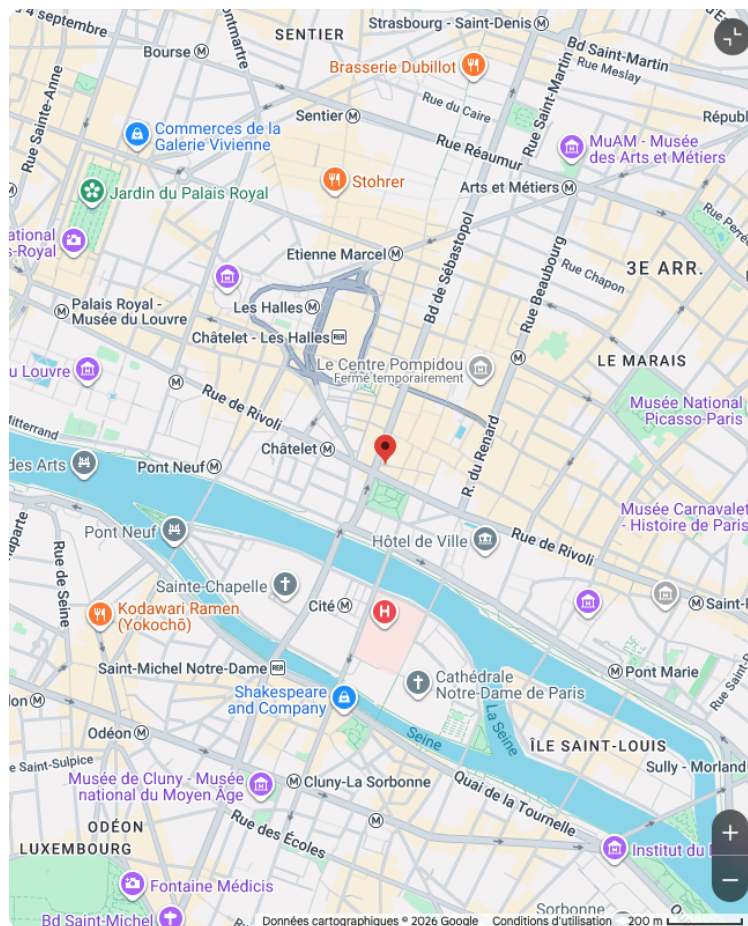 4 septembre
Strasbourg - Saint-Denis
SENTIER
Bourse
Montmartre
Bd Saint-Martin
Brasserie Dubillot
Rue Meslay
Rue Sainte-Anne
Rue du Caire
Rue Saint-Martin
Sentier
Commerces de la
Galerie Vivienne
Rue Réaumur
MuAM - Musée
des Arts et Métiers
Stohrer
Arts et Métiers
Jardin du Palais Royal
Etienne Marcel
Bd de Sébastopol
Rue Beaubourg
Rue Chapon
3E ARR.
Palais Royal -
Musée du Louvre
Les Halles
Châtelet - Les Halles
RER
Le Centre Pompidou
Fermé temporairement
LE MARAIS
u Louvre
Rue de Rivoli
Musée National
Picasso-Paris
Mitterrand
Châtelet
R. du Renard
des Arts
Pont Neuf
Musée Carnavalet
- Histoire de Paris
Pont Neuf
Hôtel de Ville
Rue de Rivoli
Rue de Seine
Sainte-Chapelle
Cité
H
Kodawari Ramen
(Yokochō)
Saint-Michel Notre-Dame
RER
Pont Marie
Cathédrale
Notre-Dame de Paris
Shakespeare
and Company
Odéon
Seine
La Seine
ÎLE SAINT-LOUIS
Sully - Morland
e Saint-Sulpice
Musée de Cluny - Musée
national du Moyen Âge
Cluny-La Sorbonne
Quai de la Tournelle
ODÉON
LUXEMBOURG
Rue des Écoles
Institut du
Fontaine Médicis
Bd Saint-Michel
Sorbonne
Données cartographiques © 2026 Google
Conditions d'utilisation
200 m